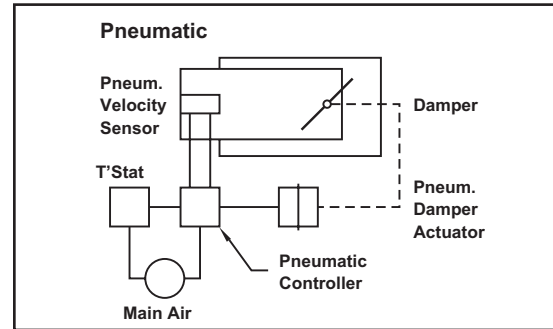 Pneumatic
Pneum.
Velocity
Sensor
Damper
T'Stat
Pneum.
Damper
Actuator
Pneumatic
Controller
Main Air